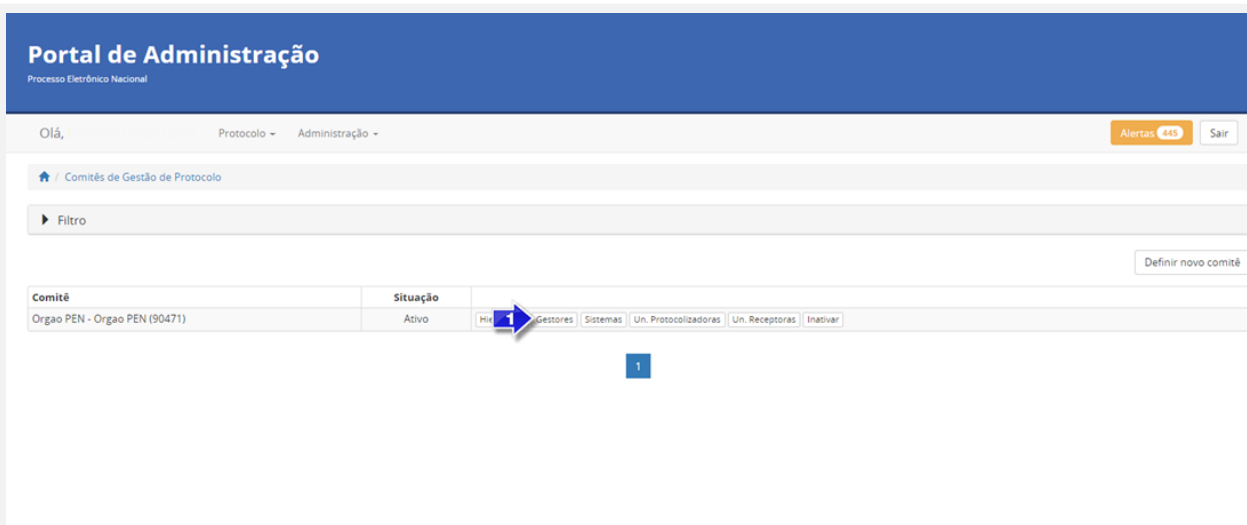 Portal de Administração
Processo Eletrônico Nacional
Olá, Protocolo Administração Alertas 445 Sair
/ Comitês de Gestão de Protocolo
Filtro
Definir novo comitê
Comitê Situação
Orgao PEN - Orgao PEN (90471) Ativo 1 Gestores Sistemas Un. Protocolizadoras Un. Receptoras Inativar
1